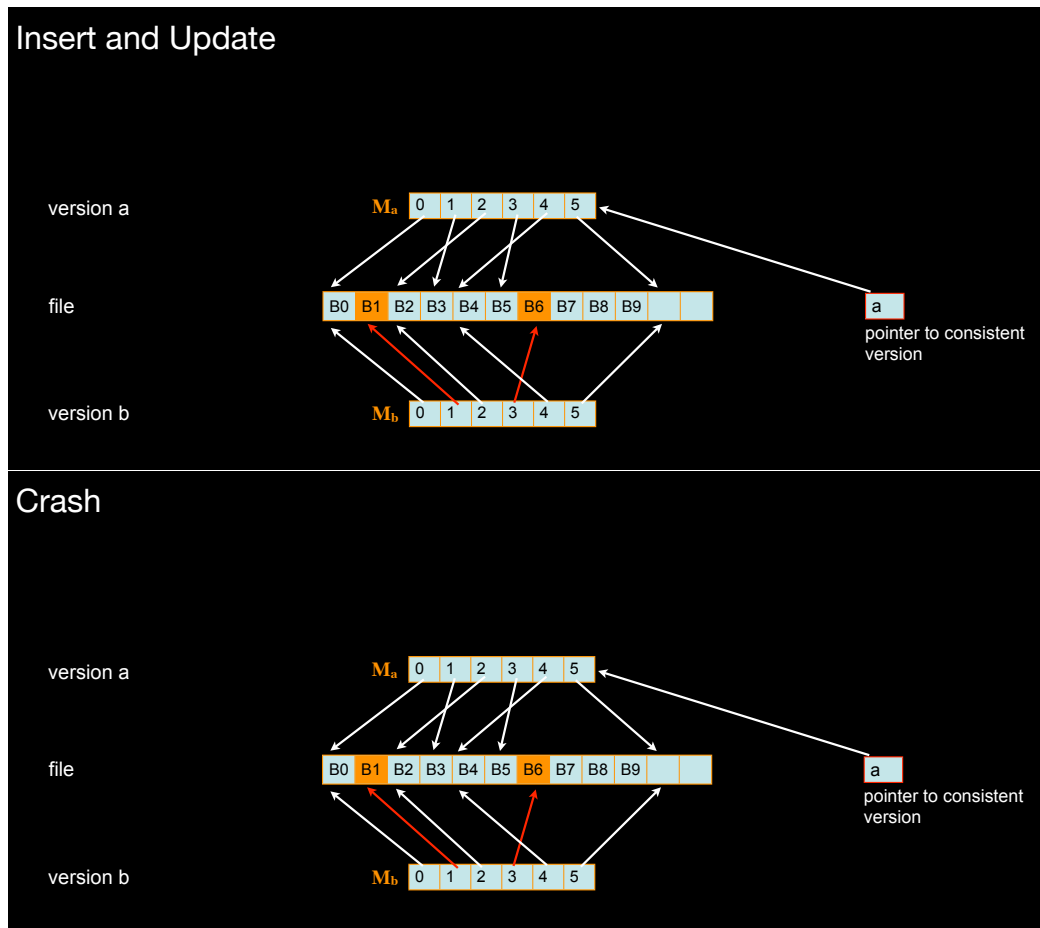 Insert and Update
version a
Ma 0 1 2 3 4 5
file
B0 B1 B2 B3 B4 B5 B6 B7 B8 B9
a
pointer to consistent
version
version b
Mb 0 1 2 3 4 5
Crash
version a
Ma 0 1 2 3 4 5
file
B0 B1 B2 B3 B4 B5 B6 B7 B8 B9
a
pointer to consistent
version
version b
Mb 0 1 2 3 4 5